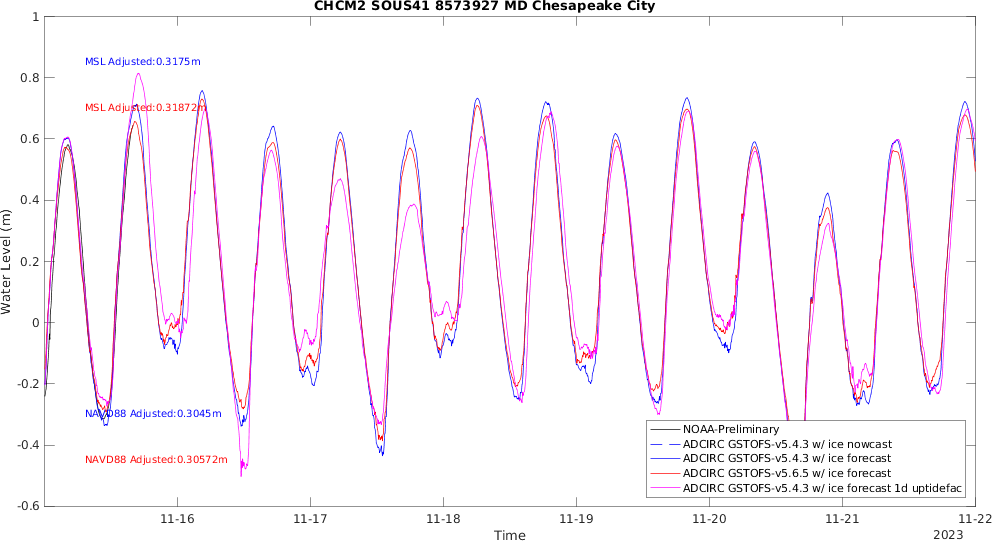 CHCM2 SOUS41 8573927 MD Chesapeake City
1
0.8
0.6
0.4
0.2
0
-0.2
-0.4
-0.6
Water Level (m)
MSL Adjusted:0.3175m
MSL Adjusted:0.31872m
NAVD88 Adjusted:0.3045m
NAVD88 Adjusted:0.30572m
NOAA-Preliminary
ADCIRC GSTOFS-v5.4.3 w/ ice nowcast
ADCIRC GSTOFS-v5.4.3 w/ ice forecast
ADCIRC GSTOFS-v5.6.5 w/ ice forecast
ADCIRC GSTOFS-v5.4.3 w/ ice forecast 1d uptidefac
11-16 11-17 11-18 11-19 11-20 11-21 11-22
Time
2023